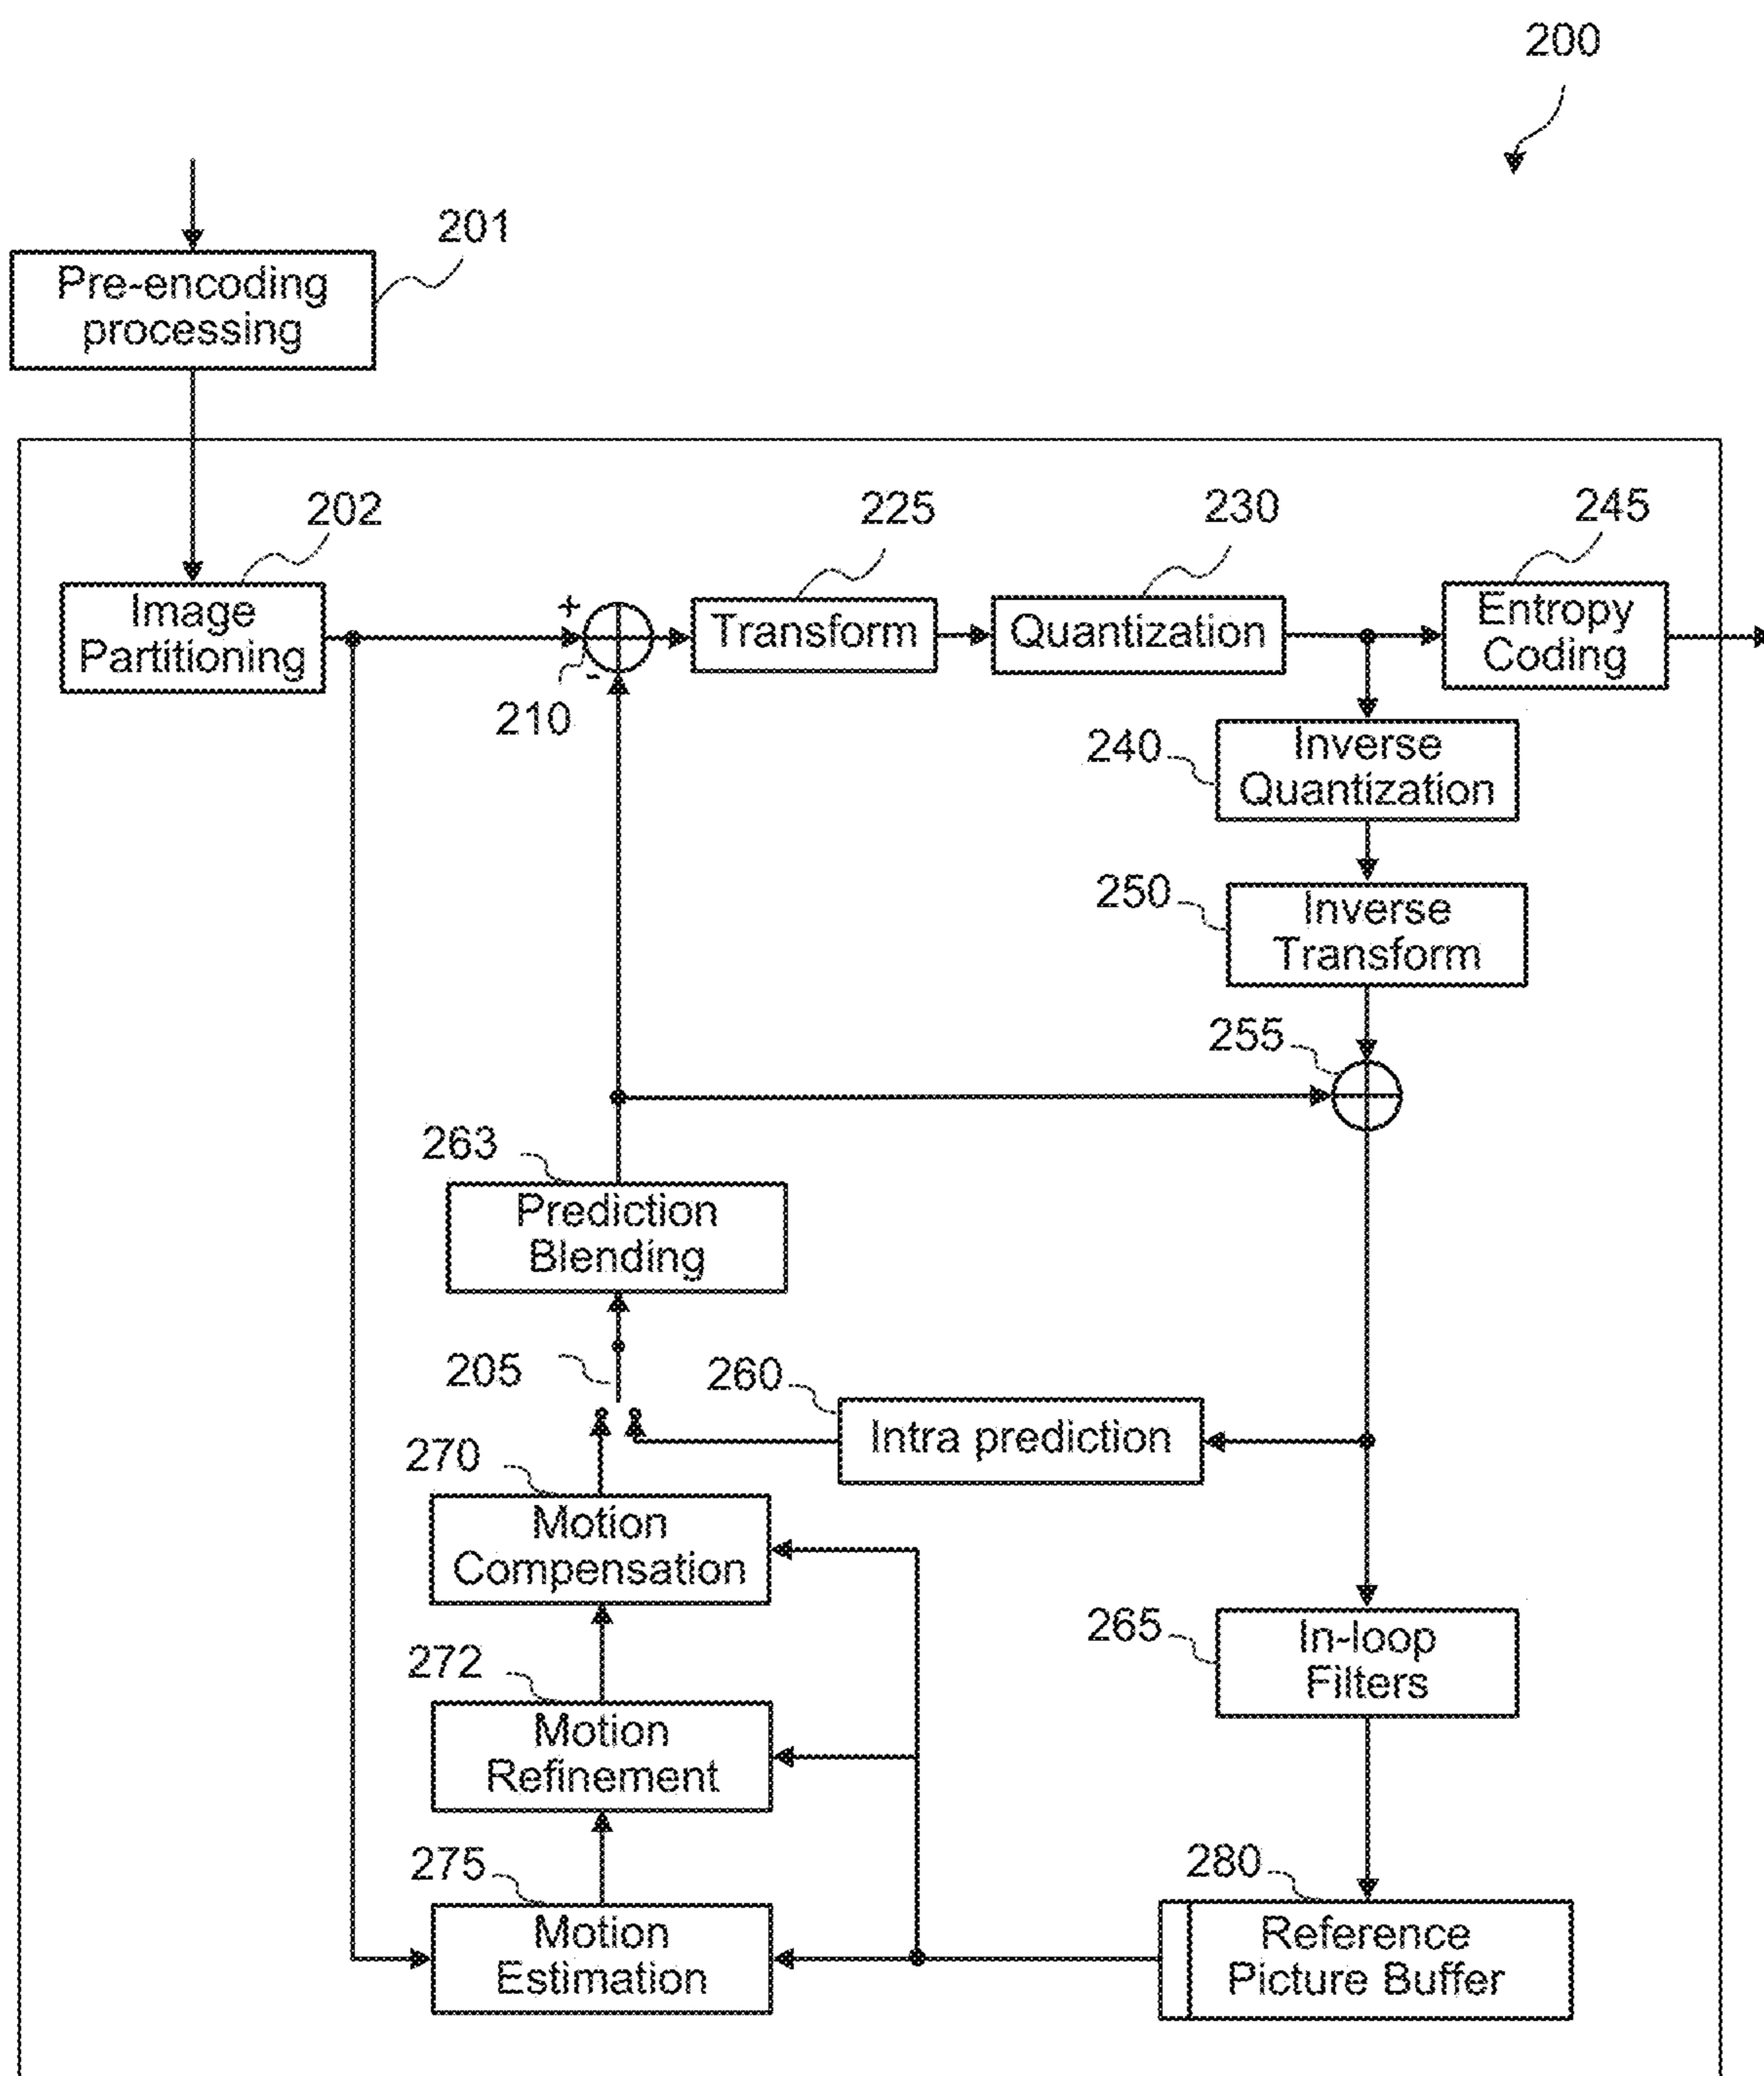 200
201
Pre-encoding
processing
202
225
230
245
Image
Partitioning
+
-
210
Transform
Quantization
Entropy
Coding
240
Inverse
Quantization
250
Inverse
Transform
255
263
Prediction
Blending
205
260
Intra prediction
270
Motion
Compensation
265
In-loop
Filters
272
Motion
Refinement
275
Motion
Estimation
280
Reference
Picture Buffer